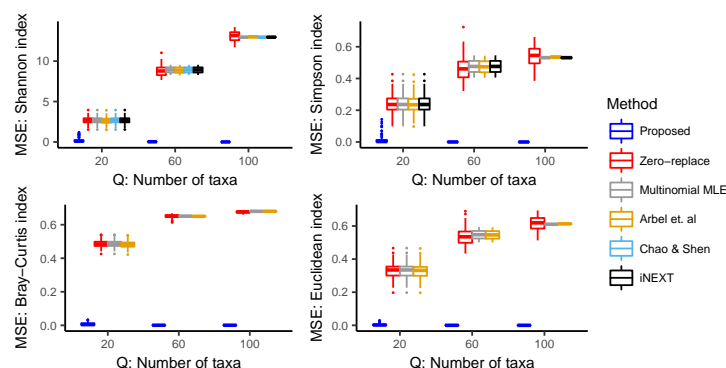 MSE: Shannon index
10
5
0
20
60
100
Q: Number of taxa
MSE: Simpson index
0.6
0.4
0.2
0.0
20
60
100
Q: Number of taxa
MSE: Bray−Curtis index
0.6
0.4
0.2
0.0
20
60
100
Q: Number of taxa
MSE: Euclidean index
0.6
0.4
0.2
0.0
20
60
100
Q: Number of taxa
Method
Proposed
Zero−replace
Multinomial MLE
Arbel et. al
Chao & Shen
iNEXT